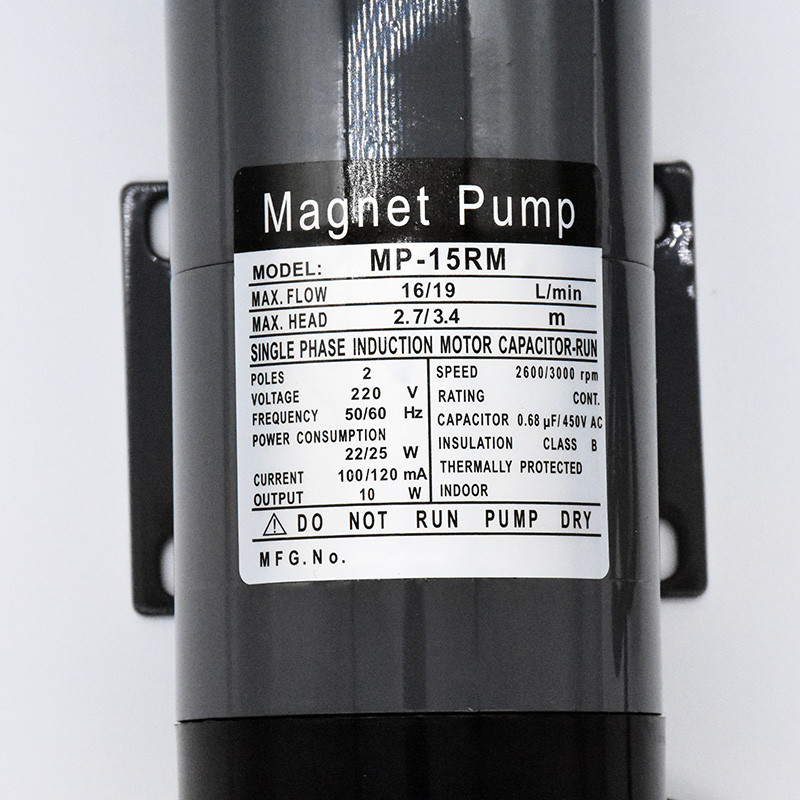 Magnet Pump
MODEL: MP-15RM
MAX. FLOW 16/19 L/min
MAX. HEAD 2.7/3.4 m
SINGLE PHASE INDUCTION MOTOR CAPACITOR-RUN
POLES 2
VOLTAGE 220 V
FREQUENCY 50/60 Hz
POWER CONSUMPTION
22/25 W
CURRENT 100/120 mA
OUTPUT 10 W
SPEED 2600/3000 rpm
RATING CONT.
CAPACITOR 0.68 µF/450V AC
INSULATION CLASS B
THERMALLY PROTECTED
INDOOR
⚠ DO NOT RUN PUMP DRY
MFG.No.